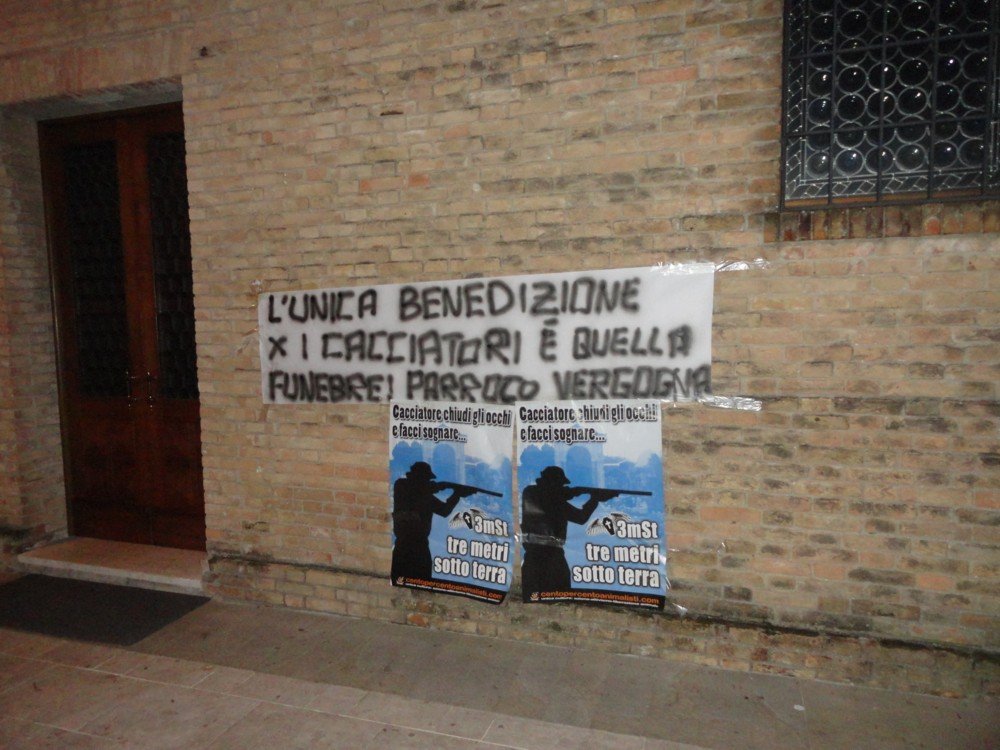 L'UNICA BENEDIZIONE
X I CACCIATORI È QUELLA
FUNEBRE! PARROCO VERGOGNA
Cacciatore chiudi gli occhi
e facci sognare...
3mSt
tre metri
sotto terra
centopercentoanimalisti.com
Cacciatore chiudi gli occhi
e facci sognare...
3mSt
tre metri
sotto terra
centopercentoanimalisti.com